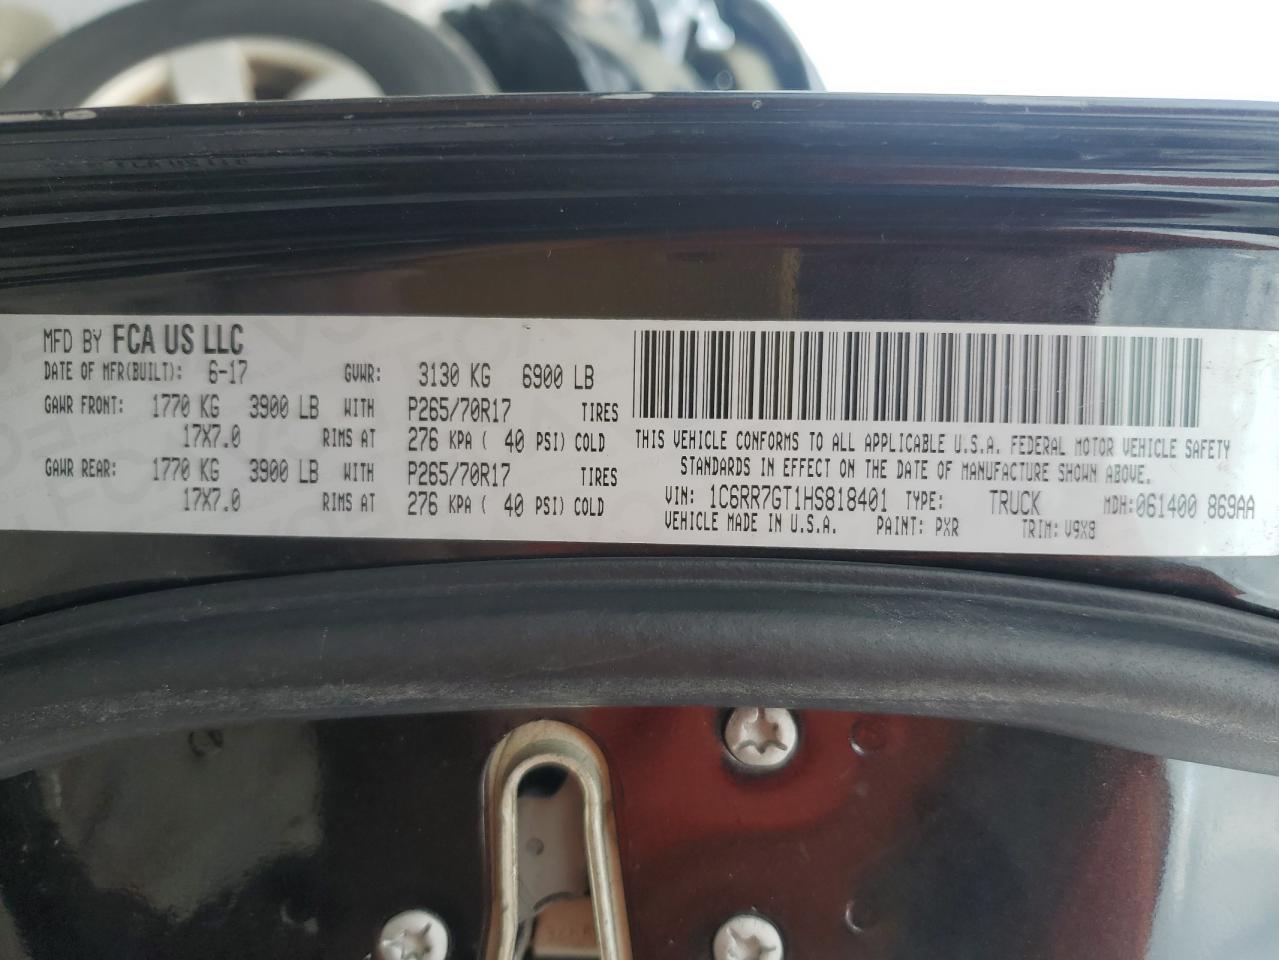 MFD BY FCA US LLC
DATE OF MFR(BUILT): 6-17 GVWR: 3130 KG 6900 LB
GAWR FRONT: 1770 KG 3900 LB WITH P265/70R17 TIRES
17X7.0 RIMS AT 276 KPA ( 40 PSI) COLD
GAWR REAR: 1770 KG 3900 LB WITH P265/70R17 TIRES
17X7.0 RIMS AT 276 KPA ( 40 PSI) COLD
THIS VEHICLE CONFORMS TO ALL APPLICABLE U.S.A. FEDERAL MOTOR VEHICLE SAFETY
STANDARDS IN EFFECT ON THE DATE OF MANUFACTURE SHOWN ABOVE.
VIN: 1C6RR7GT1HS818401 TYPE: TRUCK MDH:061400 869AA
VEHICLE MADE IN U.S.A. PAINT: PXR TRIM: V9X8